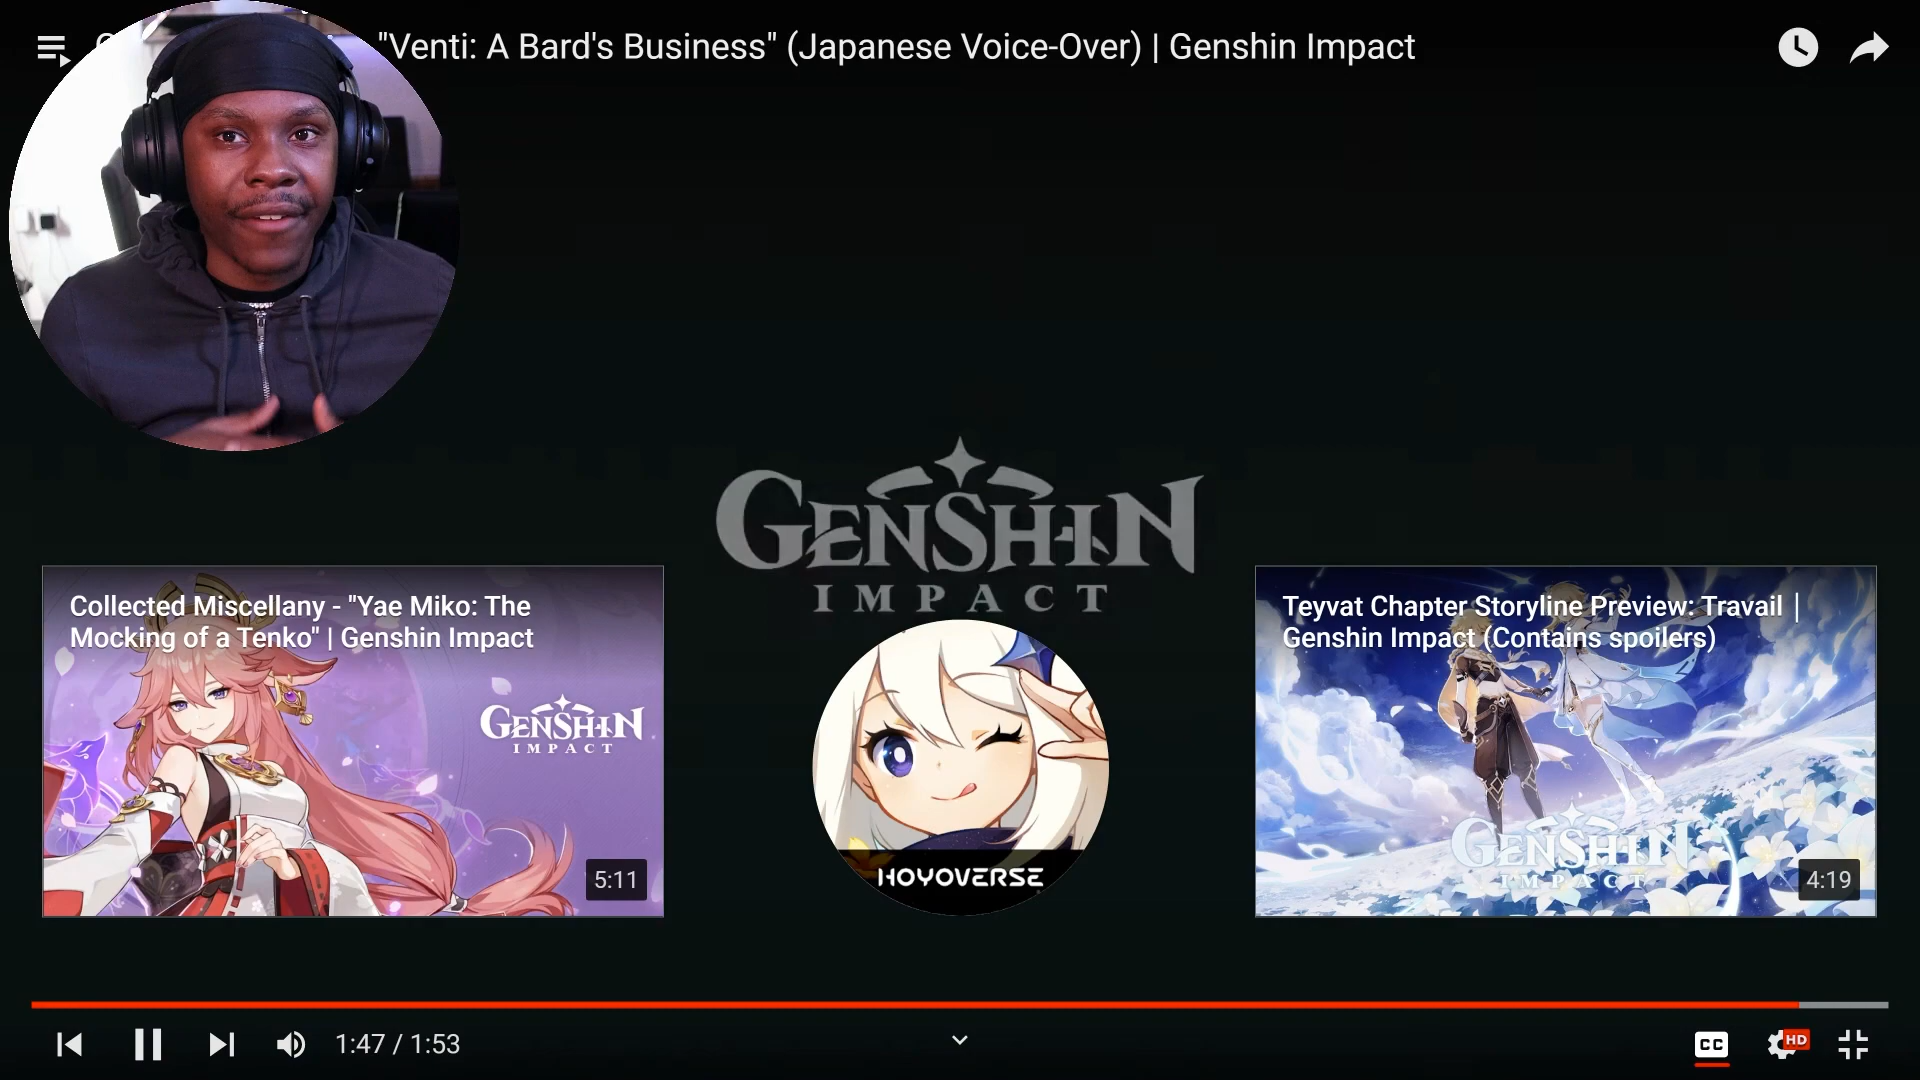 "Venti: A Bard's Business" (Japanese Voice-Over) | Genshin Impact
GENSHIN
IMPACT
Collected Miscellany - "Yae Miko: The
Mocking of a Tenko" | Genshin Impact
GENSHIN
IMPACT
5:11
HOYOVERSE
Teyvat Chapter Storyline Preview: Travail |
Genshin Impact (Contains spoilers)
GENSHIN
IMPACT
4:19
1:47 / 1:53
CC
HD